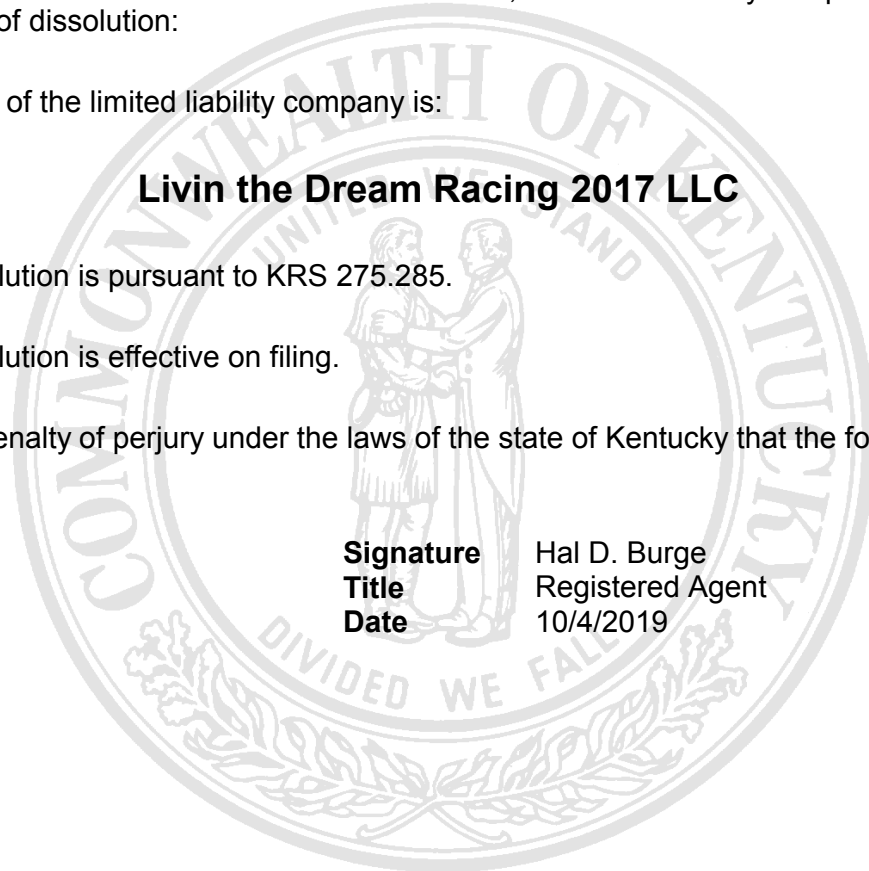 of dissolution:
of the limited liability company is:
Livin the Dream Racing 2017 LLC
lution is pursuant to KRS 275.285.
lution is effective on filing.
enalty of perjury under the laws of the state of Kentucky that the fo
Signature Hal D. Burge
Title Registered Agent
Date 10/4/2019
COMMONWEALTH OF KENTUCKY
UNITED WE STAND
DIVIDED WE FALL